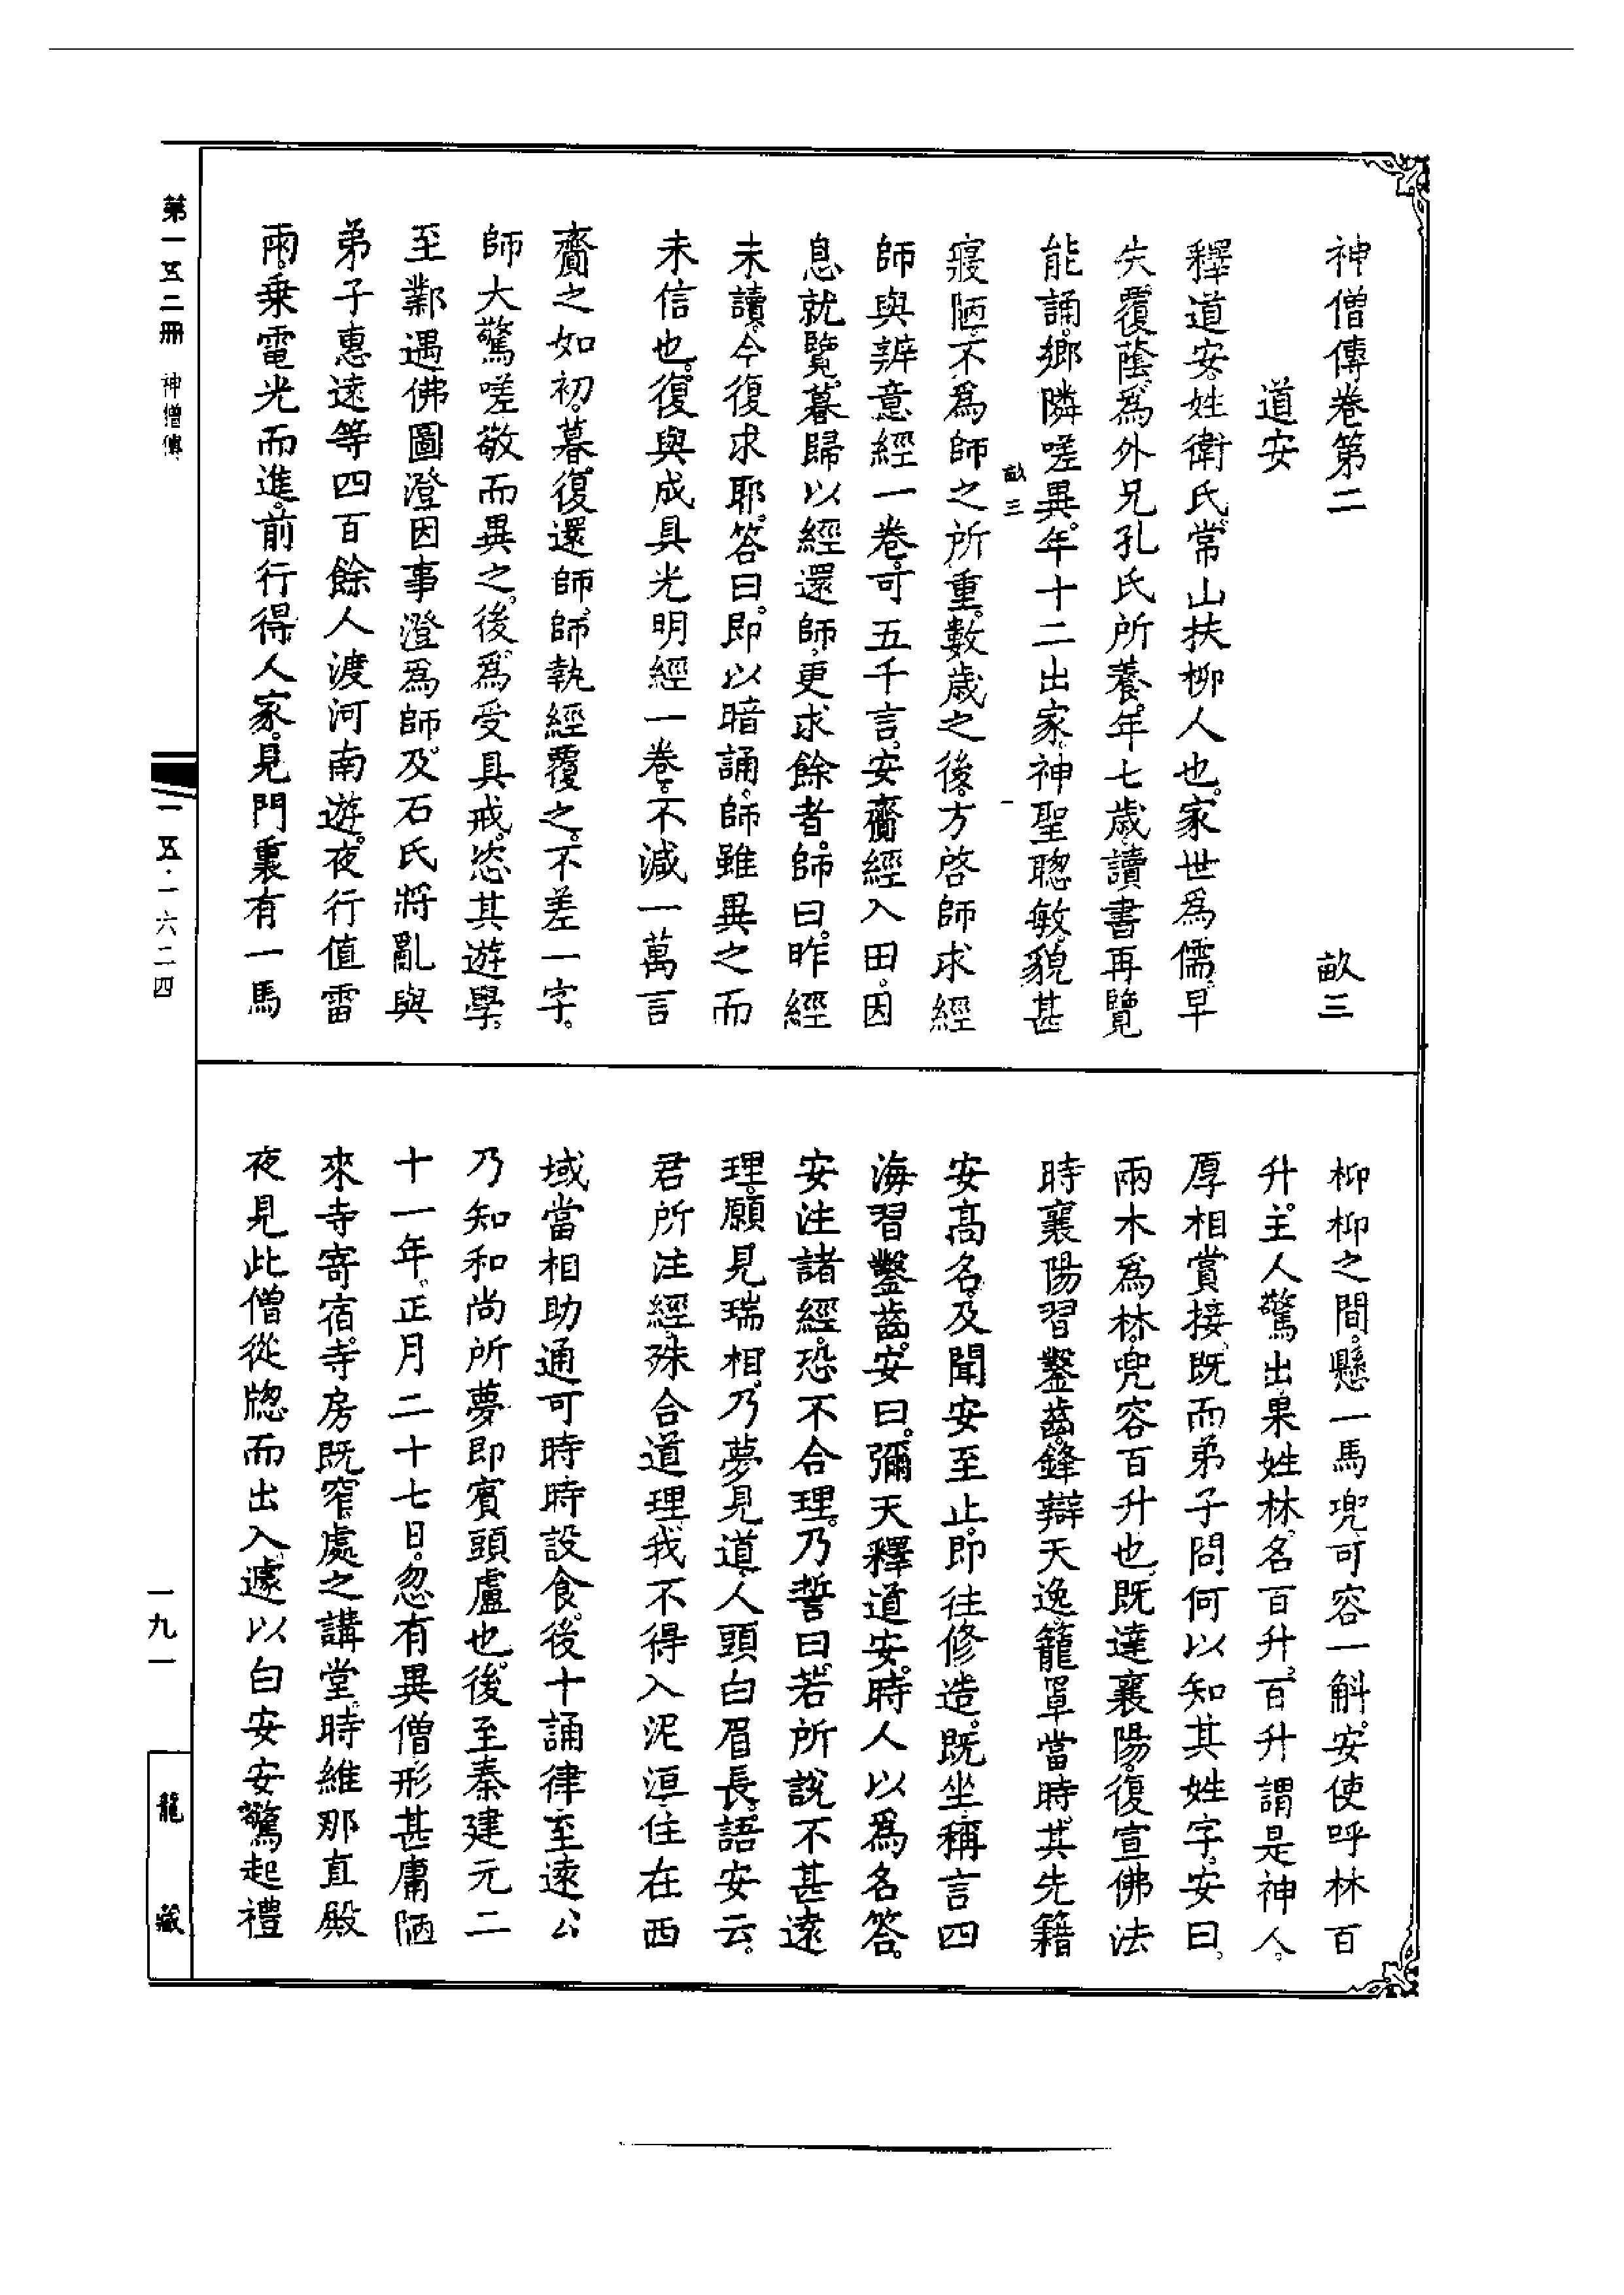 神僧傳卷第二　　　　　　　畝三
道安
釋道安。姓衛氏。常山扶柳人也。家世爲儒。早
失覆蔭。爲外兄孔氏所養。年七歲。讀書再覽
能誦。鄉隣嗟異。年十二出家。神聖聰敏。貌甚
畝三　一
寢陋。不爲師之所重。數歲之後。方啓師求經
師與辨意經一卷。可五千言。安齎經入田。因
息就覽。暮歸以經還師。更求餘者。師曰。昨經
未讀。今復求耶。答曰。即以暗誦。師雖異之而
未信也。復與成具光明經一卷。不減一萬言
齎之如初。暮復還師。師執經覆之。不差一字。
師大驚嗟敬而異之。後爲受具戒。恣其遊學。
至鄴遇佛圖澄因事澄爲師。及石氏將亂與
弟子惠遠等四百餘人渡河南遊。夜行值雷
雨。乘電光而進。前行得人家。見門裏有一馬
柳柳之間。懸一馬兜可容一斛。安使呼林百
升。主人驚出。果姓林。名百升。百升謂是神人。
厚相賞接。既而弟子問何以知其姓字。安曰。
兩木爲林。兜容百升也。既達襄陽。復宣佛法
時襄陽習鑿齒。鋒辯天逸籠罩當時。其先籍
安高名。及聞安至止。即往修造。既坐稱言四
海習鑿齒。安曰。彌天釋道安。時人以爲名答。
安注諸經。恐不合理。乃誓曰。若所說不甚遠
理。願見瑞相。乃夢見道人頭白眉長。語安云。
君所注經。殊合道理。我不得入泥洹。住在西
域當相助通可時時設食。後十誦律至遠公
乃知和尚所夢即賓頭盧也。後至秦建元二
十一年。正月二十七日。忽有異僧形甚庸陋
來寺寄宿。寺房既窄。處之講堂。時維那直殿
夜見此僧從牕而出入。遽以白安安驚起禮
第一五二冊　神僧傳
一五·一六二四
一九一
龍藏